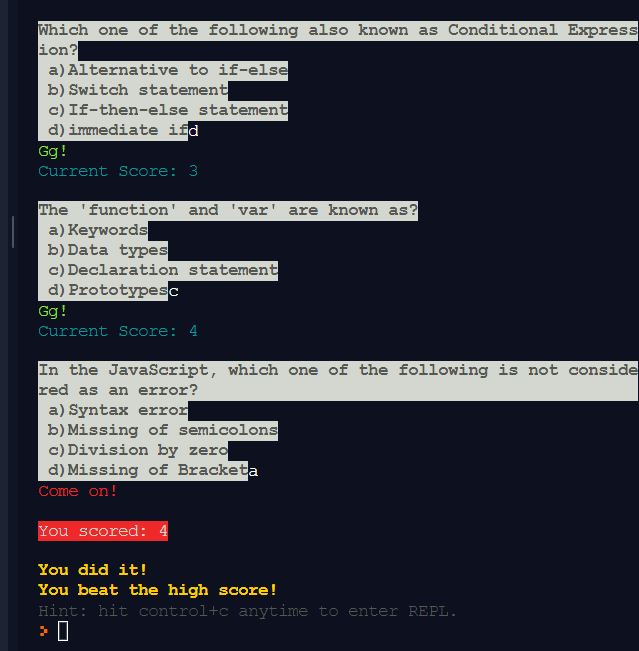 Which one of the following also known as Conditional Express
ion?
a)Alternative to if-else
b)Switch statement
c)If-then-else statement
d)immediate ifd
Gg!
Current Score: 3
The 'function' and 'var' are known as?
a)Keywords
b)Data types
c)Declaration statement
d)Prototypesc
Gg!
Current Score: 4
In the JavaScript, which one of the following is not conside
red as an error?
a)Syntax error
b)Missing of semicolons
c)Division by zero
d)Missing of Bracketa
Come on!
You scored: 4
You did it!
You beat the high score!
Hint: hit control+c anytime to enter REPL.
>